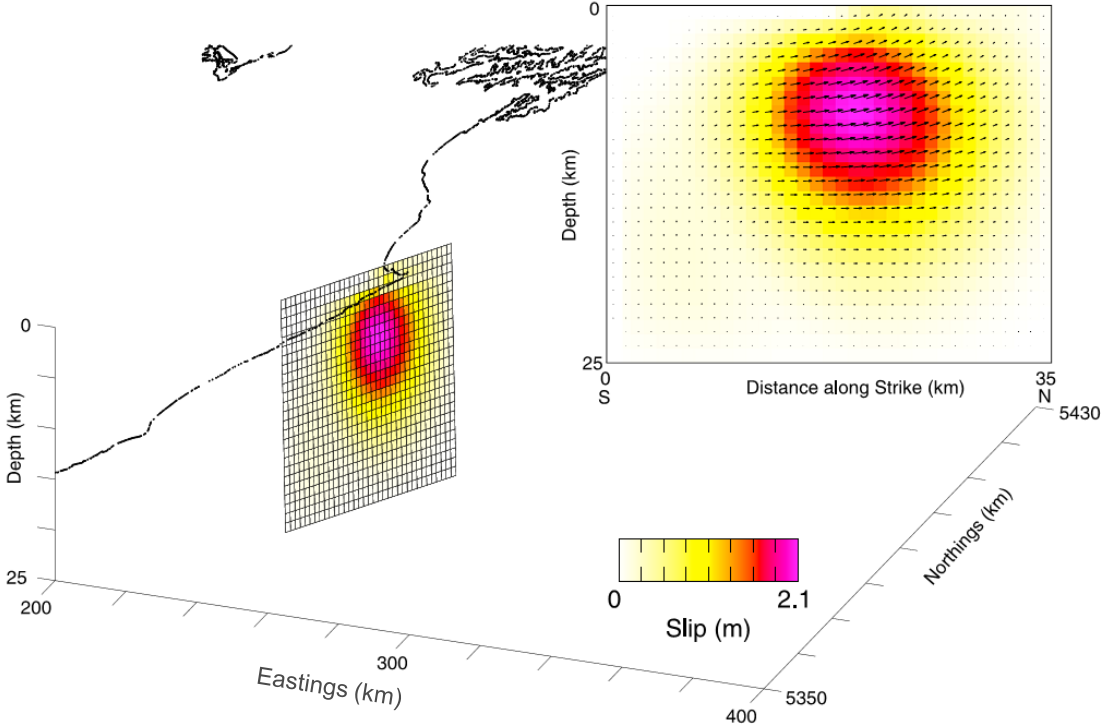 0
Depth (km)
25
0
Distance along Strike (km)
35
S
N
0
Depth (km)
25
200
300
400
Eastings (km)
5350
5430
Northings (km)
0
2.1
Slip (m)